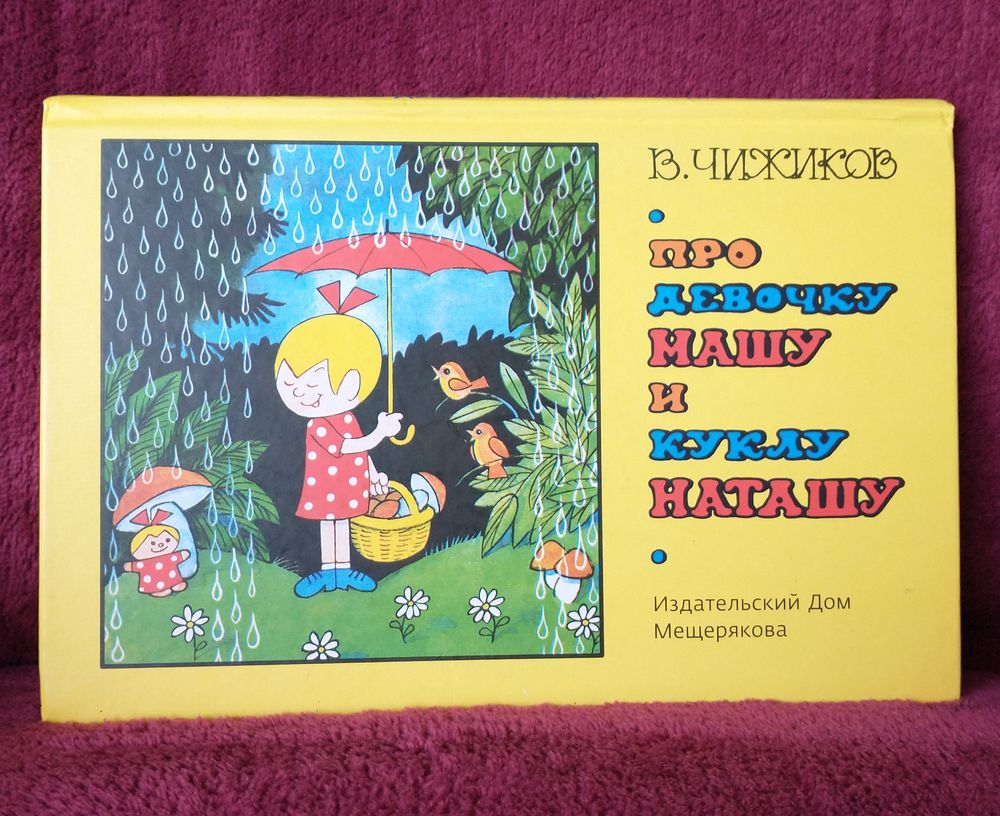 В. ЧИЖИКОВ
ПРО
ДЕВОЧКУ
МАШУ
И
КУКЛУ
НАТАШУ
Издательский Дом
Мещерякова